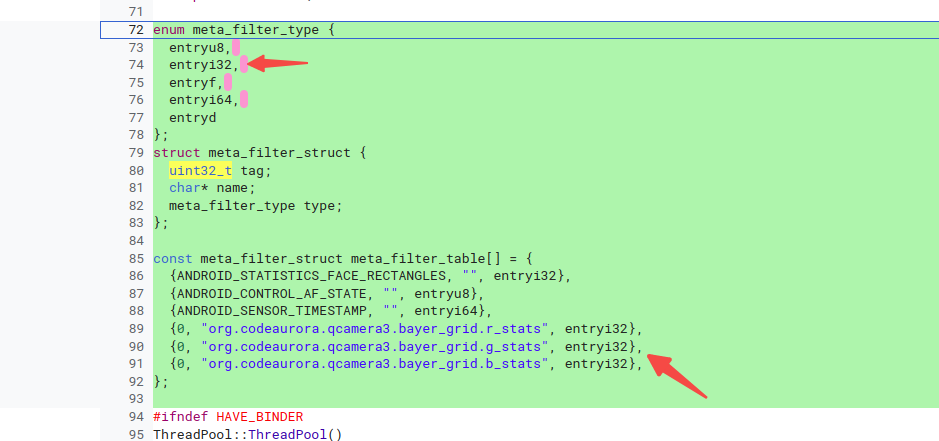 71
72 enum meta_filter_type {
73   entryu8,
74   entryi32,
75   entryf,
76   entryi64,
77   entryd
78 };
79 struct meta_filter_struct {
80   uint32_t tag;
81   char* name;
82   meta_filter_type type;
83 };
84
85 const meta_filter_struct meta_filter_table[] = {
86   {ANDROID_STATISTICS_FACE_RECTANGLES, "", entryi32},
87   {ANDROID_CONTROL_AF_STATE, "", entryu8},
88   {ANDROID_SENSOR_TIMESTAMP, "", entryi64},
89   {0, "org.codeaurora.qcamera3.bayer_grid.r_stats", entryi32},
90   {0, "org.codeaurora.qcamera3.bayer_grid.g_stats", entryi32},
91   {0, "org.codeaurora.qcamera3.bayer_grid.b_stats", entryi32},
92 };
93
94 #ifndef HAVE_BINDER
95 ThreadPool::ThreadPool()